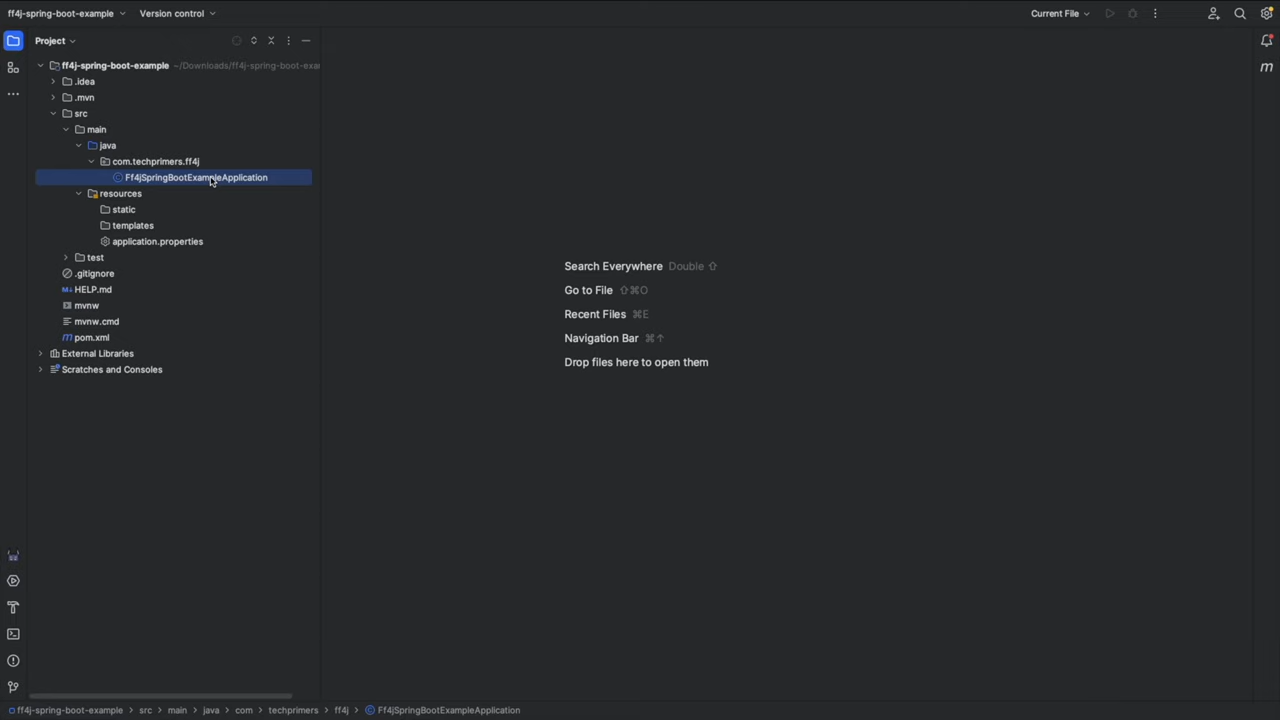 ff4j-spring-boot-example
Version control
Current File
Project
ff4j-spring-boot-example ~/Downloads/ff4j-spring-boot-exar
.idea
.mvn
src
main
java
com.techprimers.ff4j
Ff4jSpringBootExampleApplication
resources
static
templates
application.properties
test
.gitignore
M↓ HELP.md
mvnw
mvnw.cmd
m pom.xml
External Libraries
Scratches and Consoles
Search Everywhere Double ⇧
Go to File ⇧⌘O
Recent Files ⌘E
Navigation Bar ⌘↑
Drop files here to open them
m
ff4j-spring-boot-example > src > main > java > com > techprimers > ff4j > Ff4jSpringBootExampleApplication